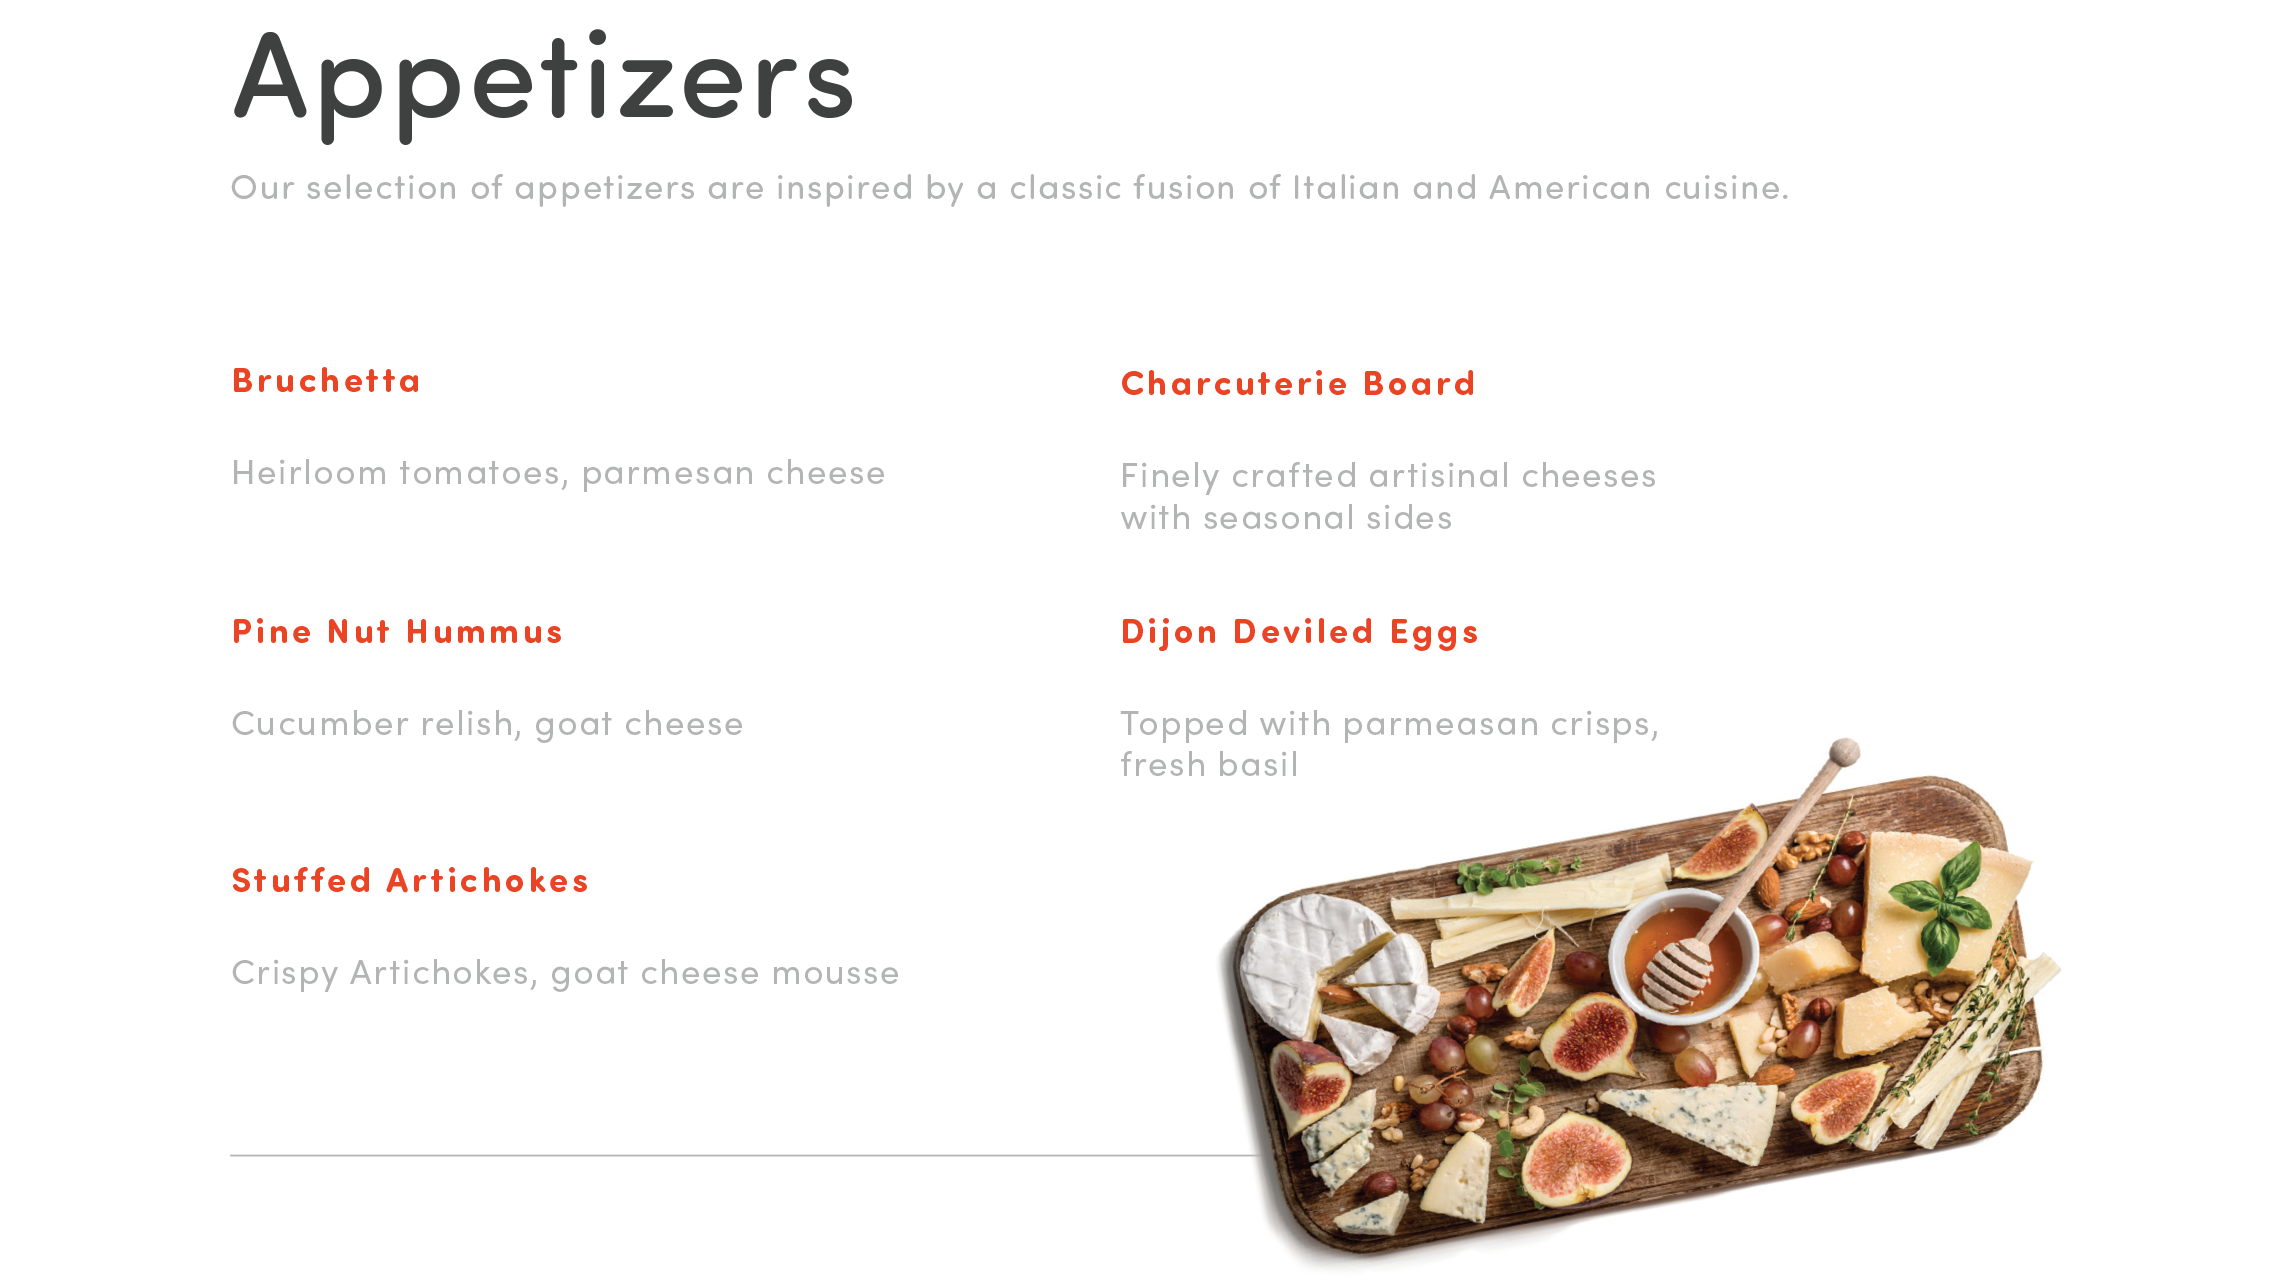 Appetizers
Our selection of appetizers are inspired by a classic fusion of Italian and American cuisine.
Bruchetta
Heirloom tomatoes, parmesan cheese
Pine Nut Hummus
Cucumber relish, goat cheese
Stuffed Artichokes
Crispy Artichokes, goat cheese mousse
Charcuterie Board
Finely crafted artisinal cheeses
with seasonal sides
Dijon Deviled Eggs
Topped with parmeasan crisps,
fresh basil